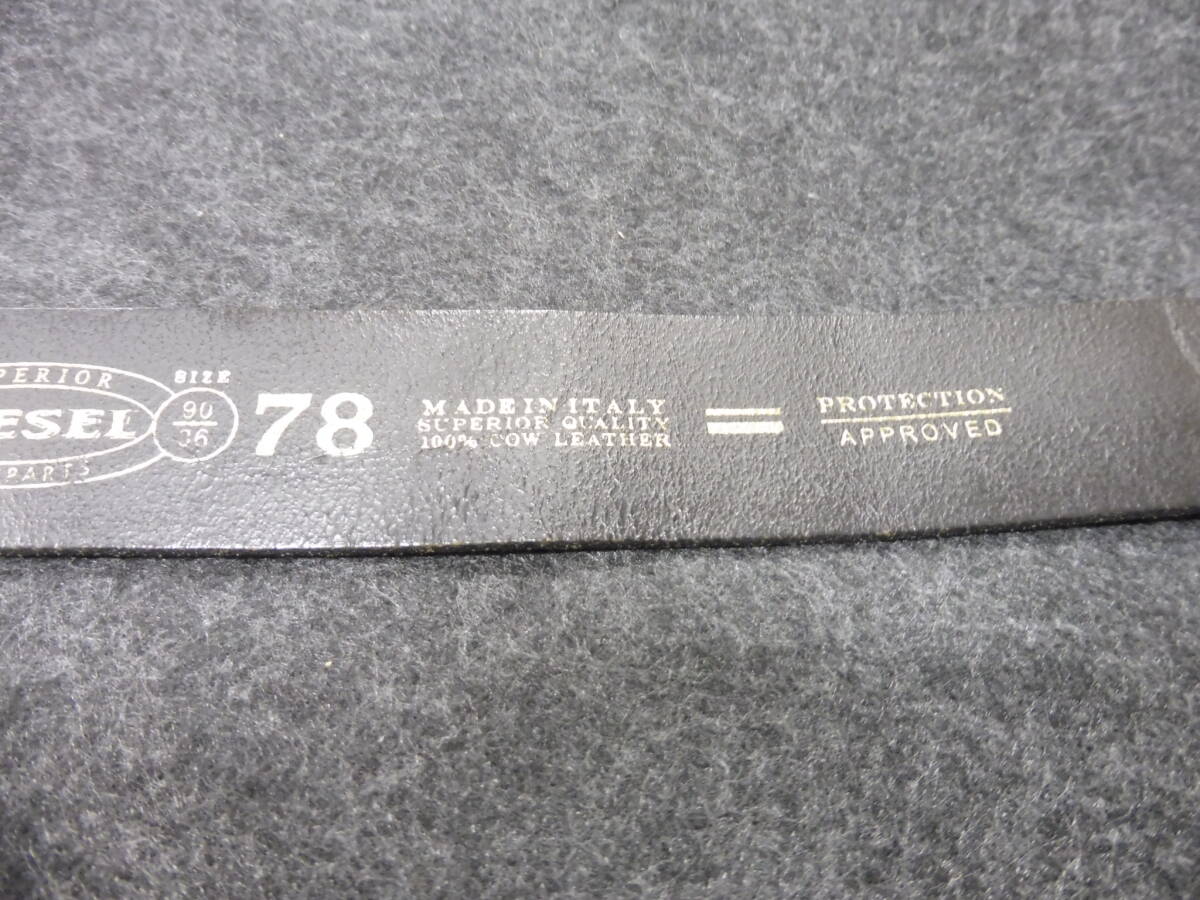 PERIOR
ESEL
PARTS
SIZE
90
36
78
MADE IN ITALY
SUPERIOR QUALITY
100% COW LEATHER
PROTECTION
APPROVED